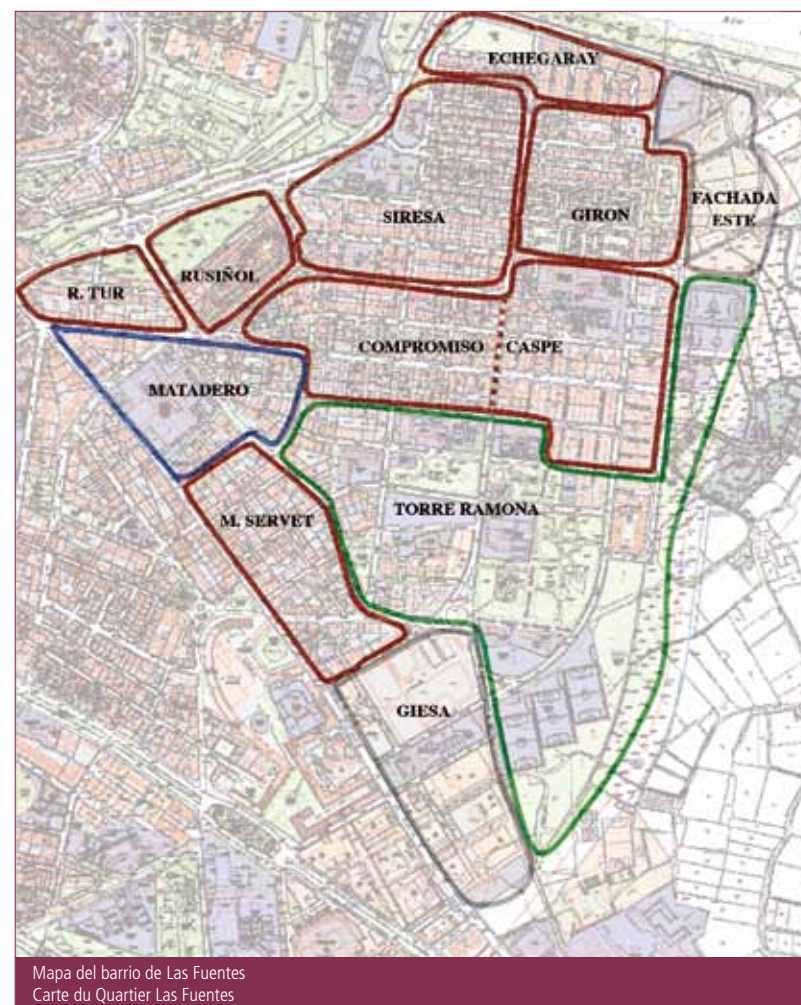 ECHEGARAY
SIRESA
GIRON
FACHADA
ESTE
RUSIÑOL
R. TUR
COMPROMISO CASPE
MATADERO
TORRE RAMONA
M. SERVET
GIESA
Mapa del barrio de Las Fuentes
Carte du Quartier Las Fuentes